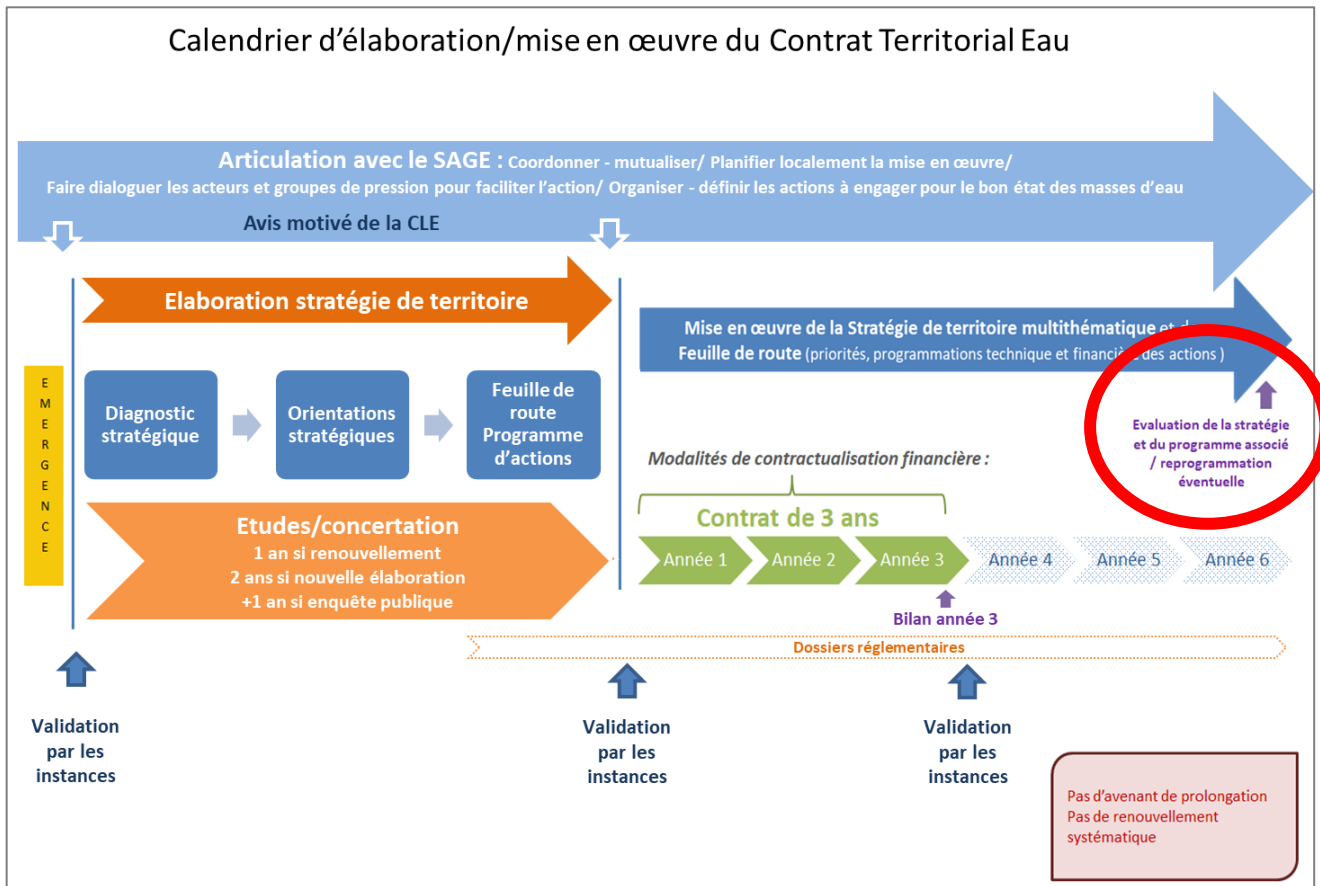 Calendrier d'élaboration/mise en œuvre du Contrat Territorial Eau
Articulation avec le SAGE : Coordonner - mutualiser/ Planifier localement la mise en œuvre/
Faire dialoguer les acteurs et groupes de pression pour faciliter l'action/ Organiser - définir les actions à engager pour le bon état des masses d'eau
Avis motivé de la CLE
Elaboration stratégie de territoire
Mise en œuvre de la Stratégie de territoire multithématique et
Feuille de route (priorités, programmations technique et financière des actions )
EMERGENCE
Diagnostic
stratégique
Orientations
stratégiques
Feuille de
route
Programme
d'actions
Evaluation de la stratégie
et du programme associé
/ reprogrammation
éventuelle
Modalités de contractualisation financière :
Etudes/concertation
1 an si renouvellement
2 ans si nouvelle élaboration
+1 an si enquête publique
Contrat de 3 ans
Année 1
Année 2
Année 3
Année 4
Année 5
Année 6
Bilan année 3
Dossiers réglementaires
Validation
par les
instances
Validation
par les
instances
Validation
par les
instances
Pas d'avenant de prolongation
Pas de renouvellement
systématique